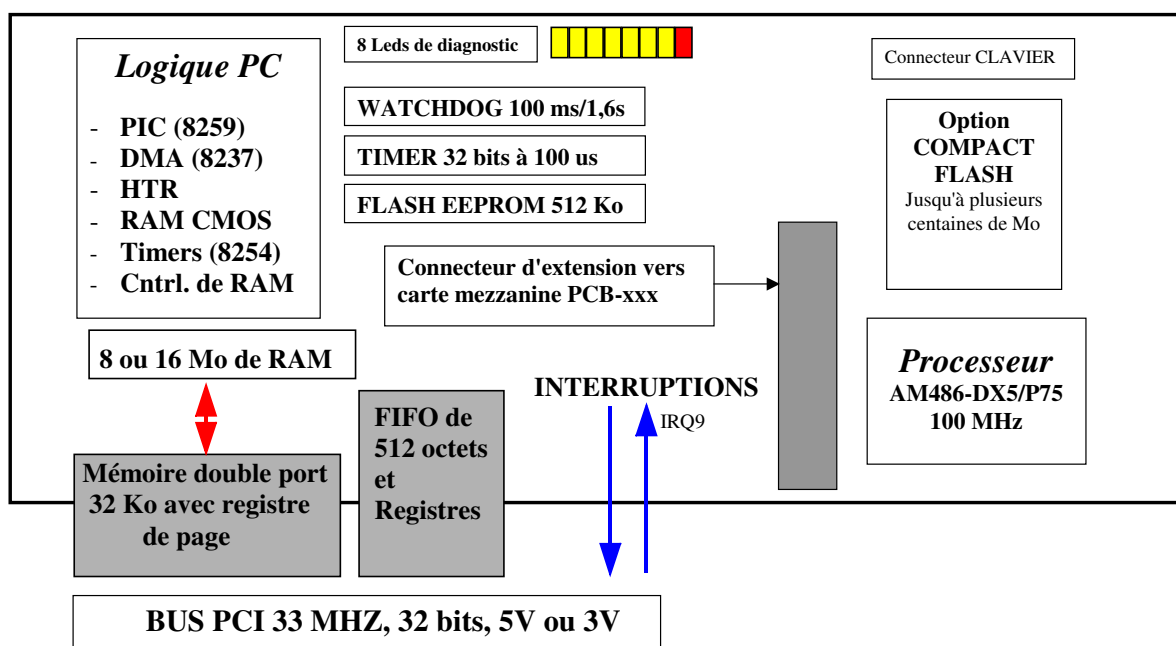 Logique PC
- PIC (8259)
- DMA (8237)
- HTR
- RAM CMOS
- Timers (8254)
- Cntrl. de RAM
8 Leds de diagnostic
WATCHDOG 100 ms/1,6s
TIMER 32 bits à 100 us
FLASH EEPROM 512 Ko
Connecteur CLAVIER
Option
COMPACT
FLASH
Jusqu'à plusieurs
centaines de Mo
Connecteur d'extension vers
carte mezzanine PCB-xxx
8 ou 16 Mo de RAM
Processeur
AM486-DX5/P75
100 MHz
INTERRUPTIONS
IRQ9
FIFO de
512 octets
et
Registres
Mémoire double port
32 Ko avec registre
de page
BUS PCI 33 MHZ, 32 bits, 5V ou 3V